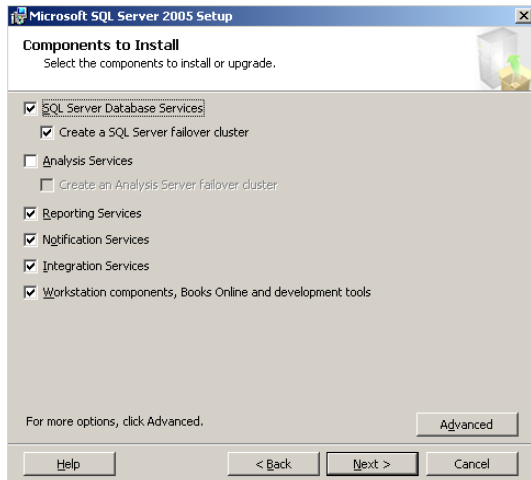 Microsoft SQL Server 2005 Setup
Components to Install
Select the components to install or upgrade.
SQL Server Database Services
Create a SQL Server failover cluster
Analysis Services
Create an Analysis Server failover cluster
Reporting Services
Notification Services
Integration Services
Workstation components, Books Online and development tools
For more options, click Advanced.
Advanced
Help
< Back
Next >
Cancel